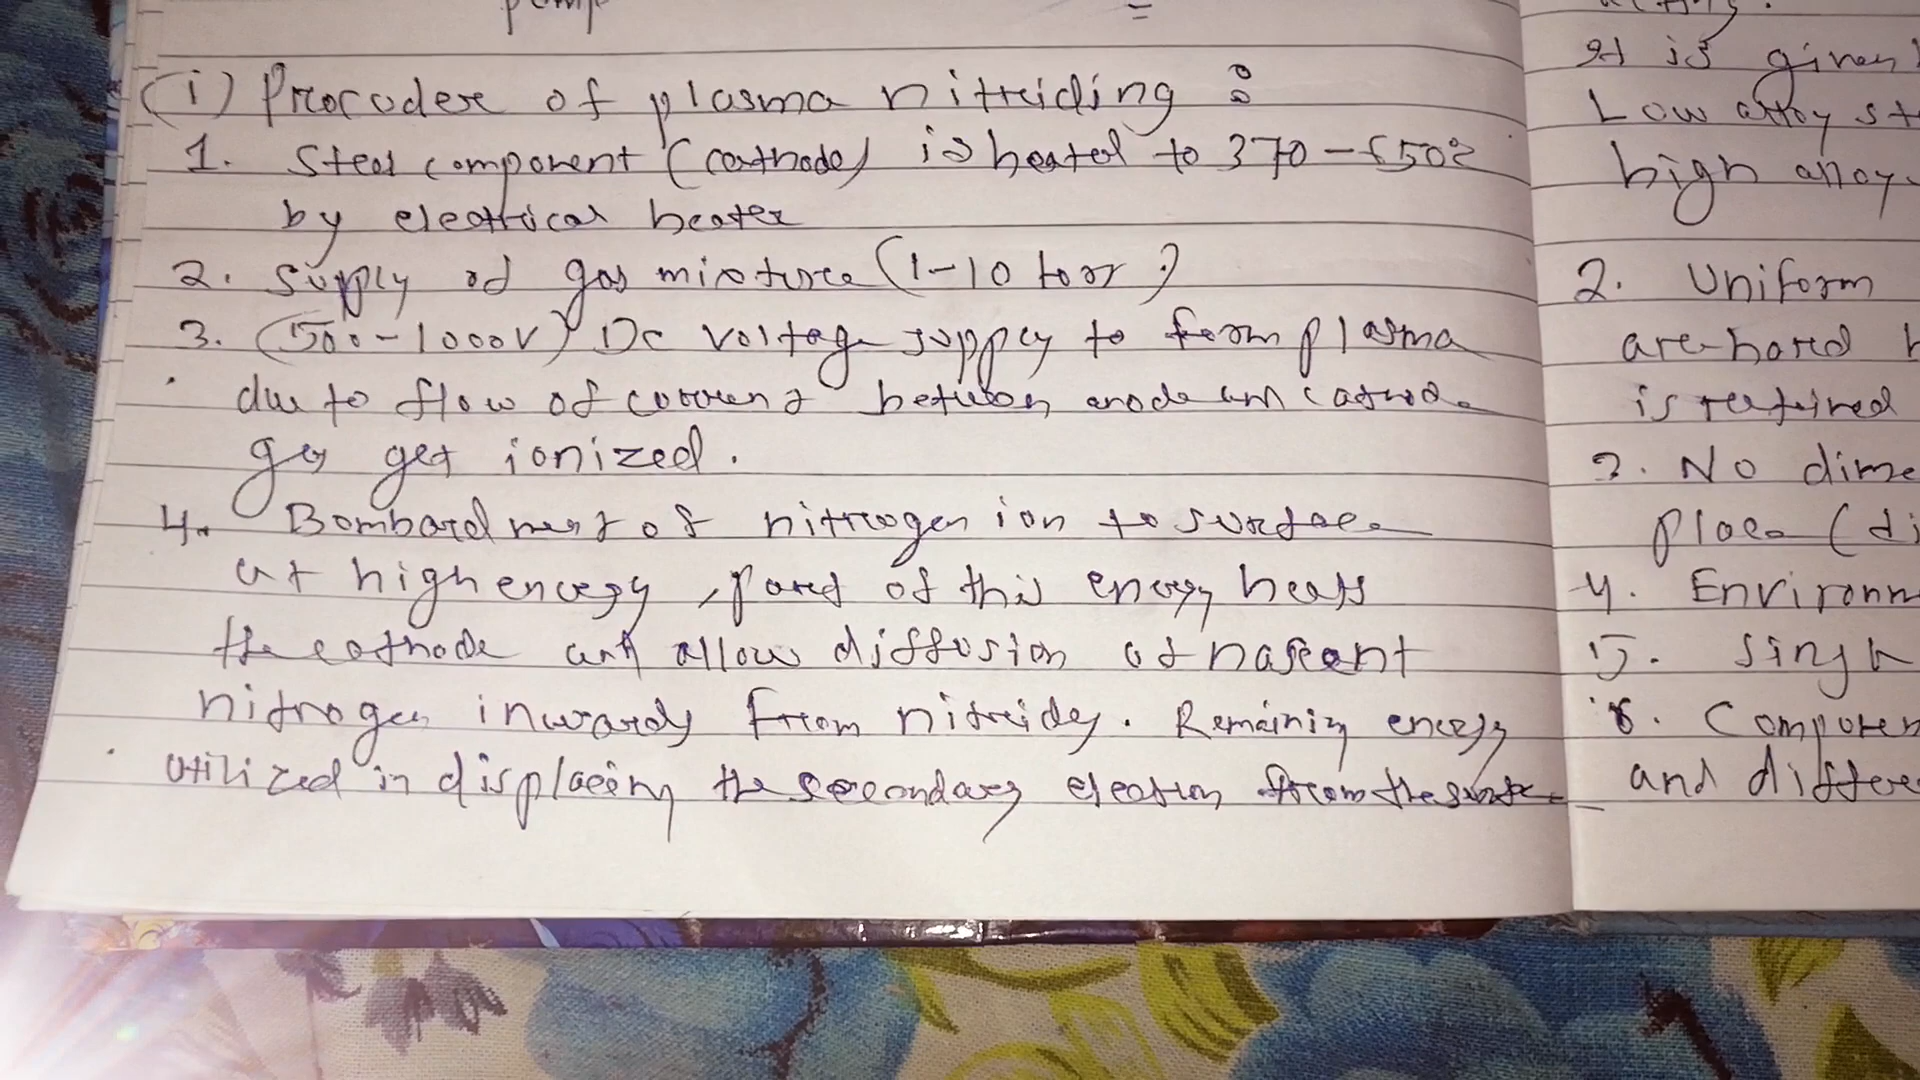 (i) Procoder of plasma nitriding :
1. Steel component (cathode) is heated to 370-650°c
by electrical heater
2. Supply of gas mixture (1-10 torr)
3. (500-1000V) Dc voltage supply to form plasma
due to flow of current between anode and cathode
gas get ionized.
4. Bombardment of nitrogen ion to surface
at high energy, part of this energy heats
the cathode and allow diffusion of nascent
nitrogen inwards from nitride. Remaining energy
utilized in displacing the secondary electron from the surface
It is given
Low alloy st
high alloy
2. Uniform
are hard
is retained
3. No dime
place (di
4. Environm
5. Singl
6. Componen
and differe